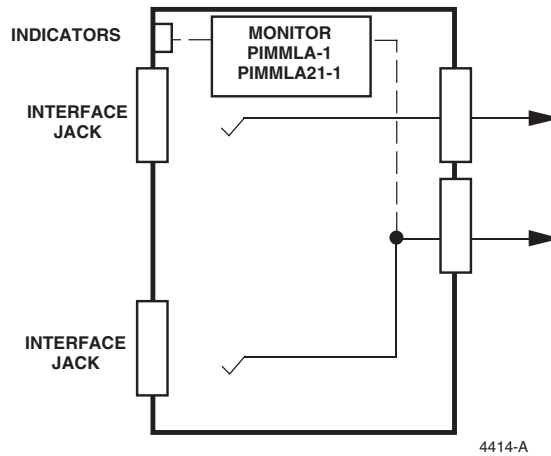 INDICATORS
MONITOR
PIMMLA-1
PIMMLA21-1
INTERFACE
JACK
INTERFACE
JACK
4414-A